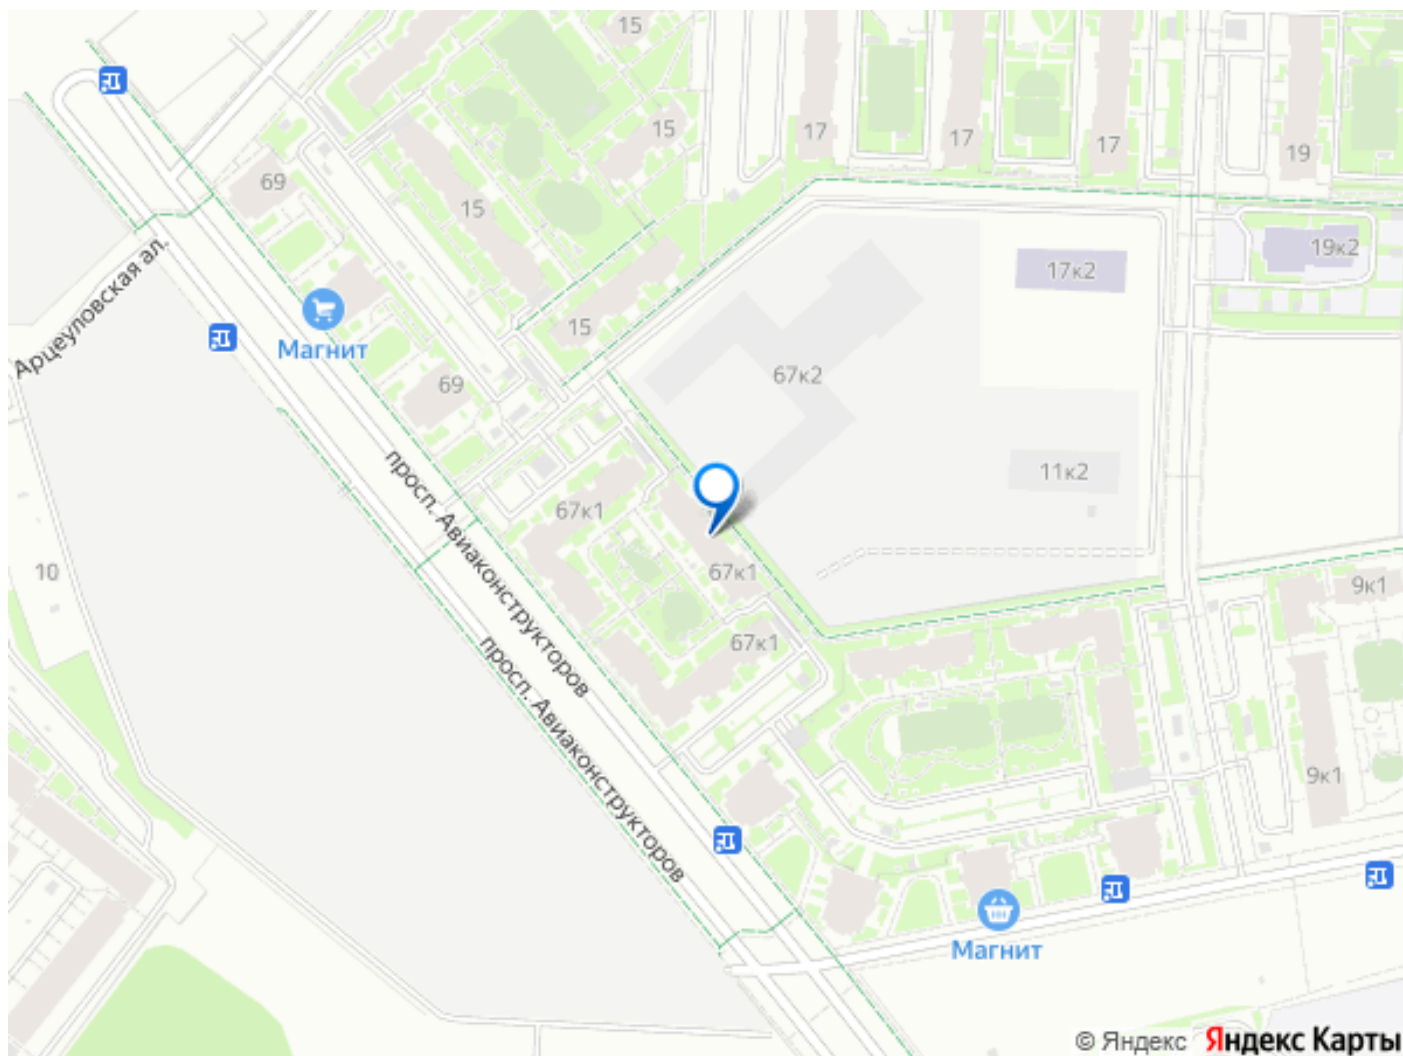 15
15
17
17
17
19
69
15
19к2
17к2
Арцеуловская ал.
Магнит
15
67к2
69
11к2
67к1
просп. Авиаконструкторов
10
67к1
9к1
67к1
просп. Авиаконструкторов
9к1
Магнит
© Яндекс Яндекс Карты